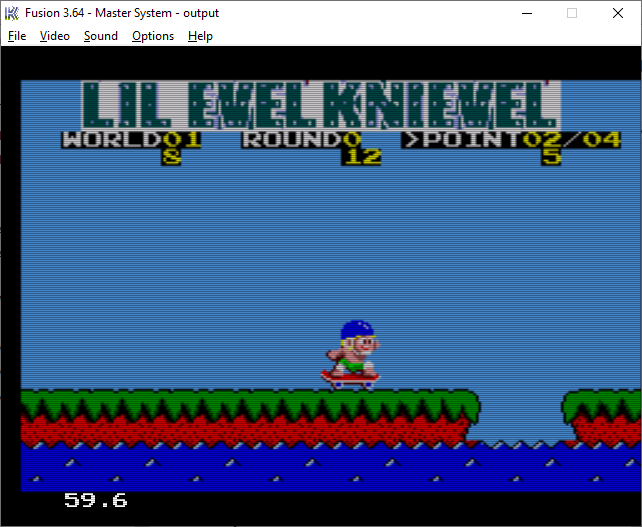 Fusion 3.64 - Master System - output
File Video Sound Options Help
LIL EVEL KNIEVEL
WORLD01 ROUND0 >POINT02/04
8 12 5
59.6